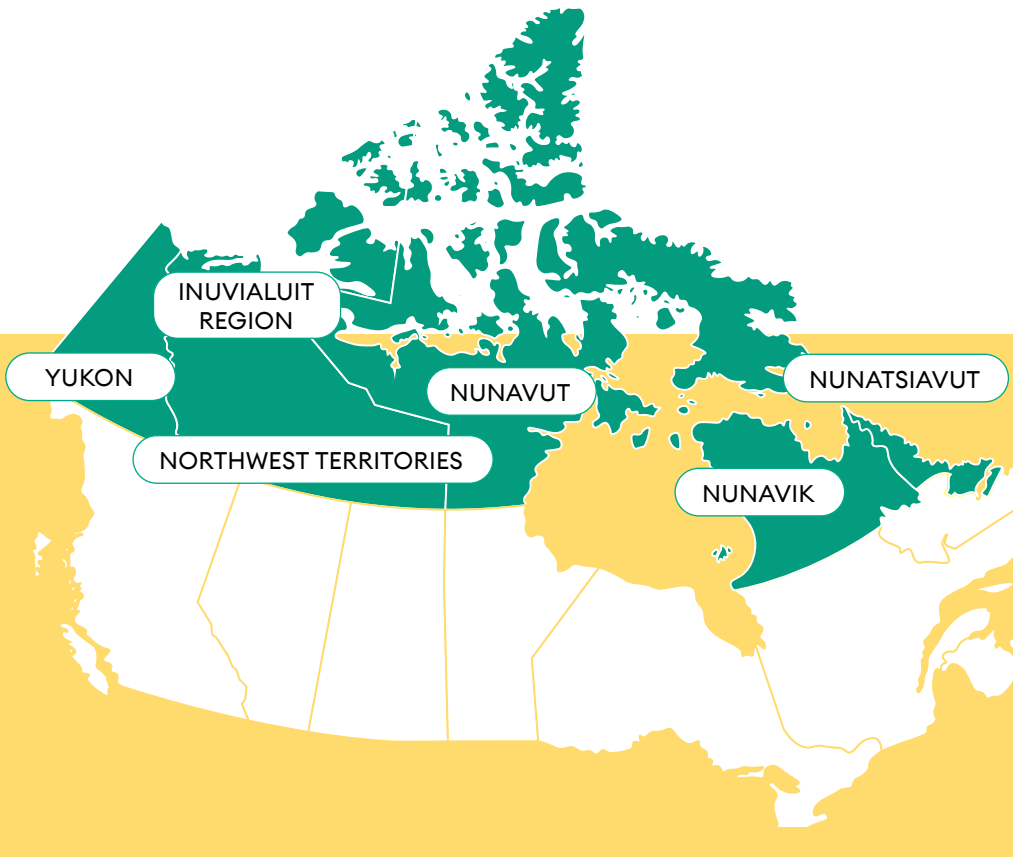 INUVIALUIT
REGION
YUKON
NUNAVUT
NUNATSIAVUT
NORTHWEST TERRITORIES
NUNAVIK